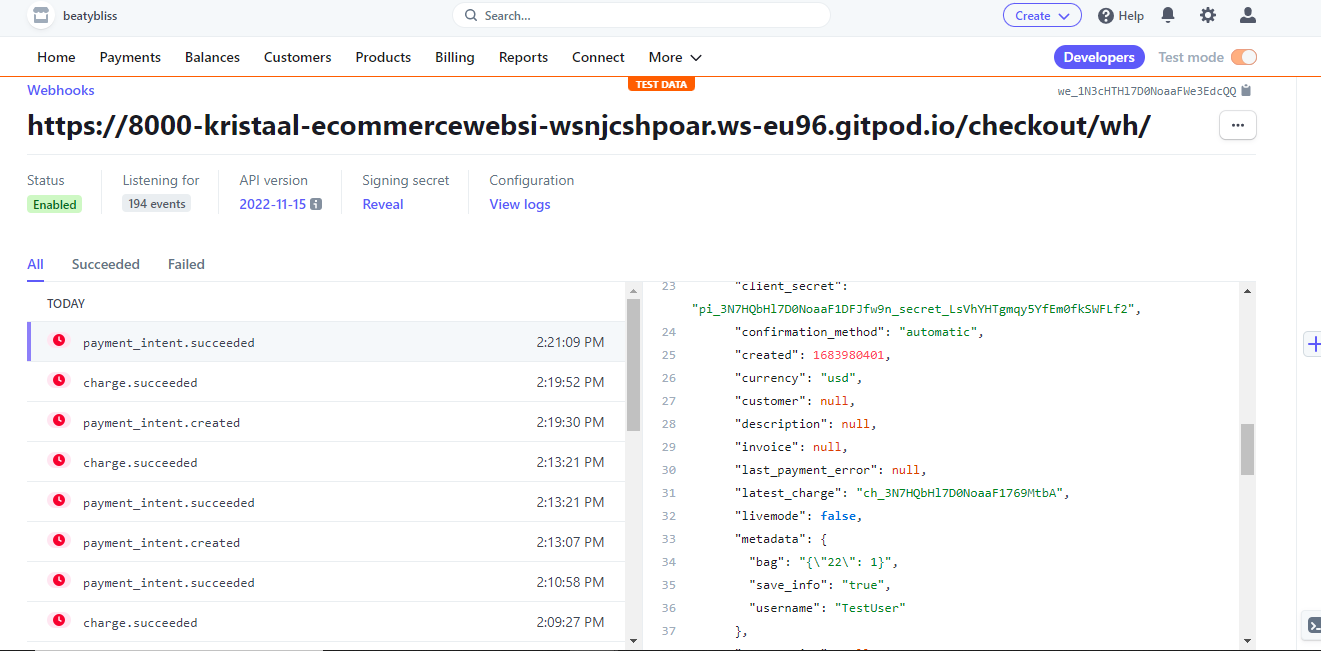 beatybliss
Search...
Create
Help
Home Payments Balances Customers Products Billing Reports Connect More
Developers Test mode
TEST DATA
Webhooks
we_1N3cHTHl7D0NoaaFWe3EdcQQ
https://8000-kristaal-ecommercewebsi-wsnjcshpoar.ws-eu96.gitpod.io/checkout/wh/
Status Listening for API version Signing secret Configuration
Enabled 194 events 2022-11-15 Reveal View logs
All Succeeded Failed
TODAY
payment_intent.succeeded 2:21:09 PM
charge.succeeded 2:19:52 PM
payment_intent.created 2:19:30 PM
charge.succeeded 2:13:21 PM
payment_intent.succeeded 2:13:21 PM
payment_intent.created 2:13:07 PM
payment_intent.succeeded 2:10:58 PM
charge.succeeded 2:09:27 PM
23 "client_secret":
"pi_3N7HQbHl7D0NoaaF1DFJfw9n_secret_LsVhYHTgmqy5YfEm0fkSWFLf2",
24 "confirmation_method": "automatic",
25 "created": 1683980401,
26 "currency": "usd",
27 "customer": null,
28 "description": null,
29 "invoice": null,
30 "last_payment_error": null,
31 "latest_charge": "ch_3N7HQbHl7D0NoaaF1769MtbA",
32 "livemode": false,
33 "metadata": {
34 "bag": "{\"22\": 1}",
35 "save_info": "true",
36 "username": "TestUser"
37 },